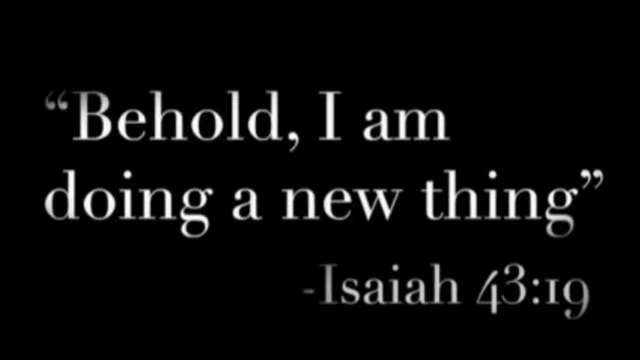 “Behold, I am
doing a new thing”
-Isaiah 43:19